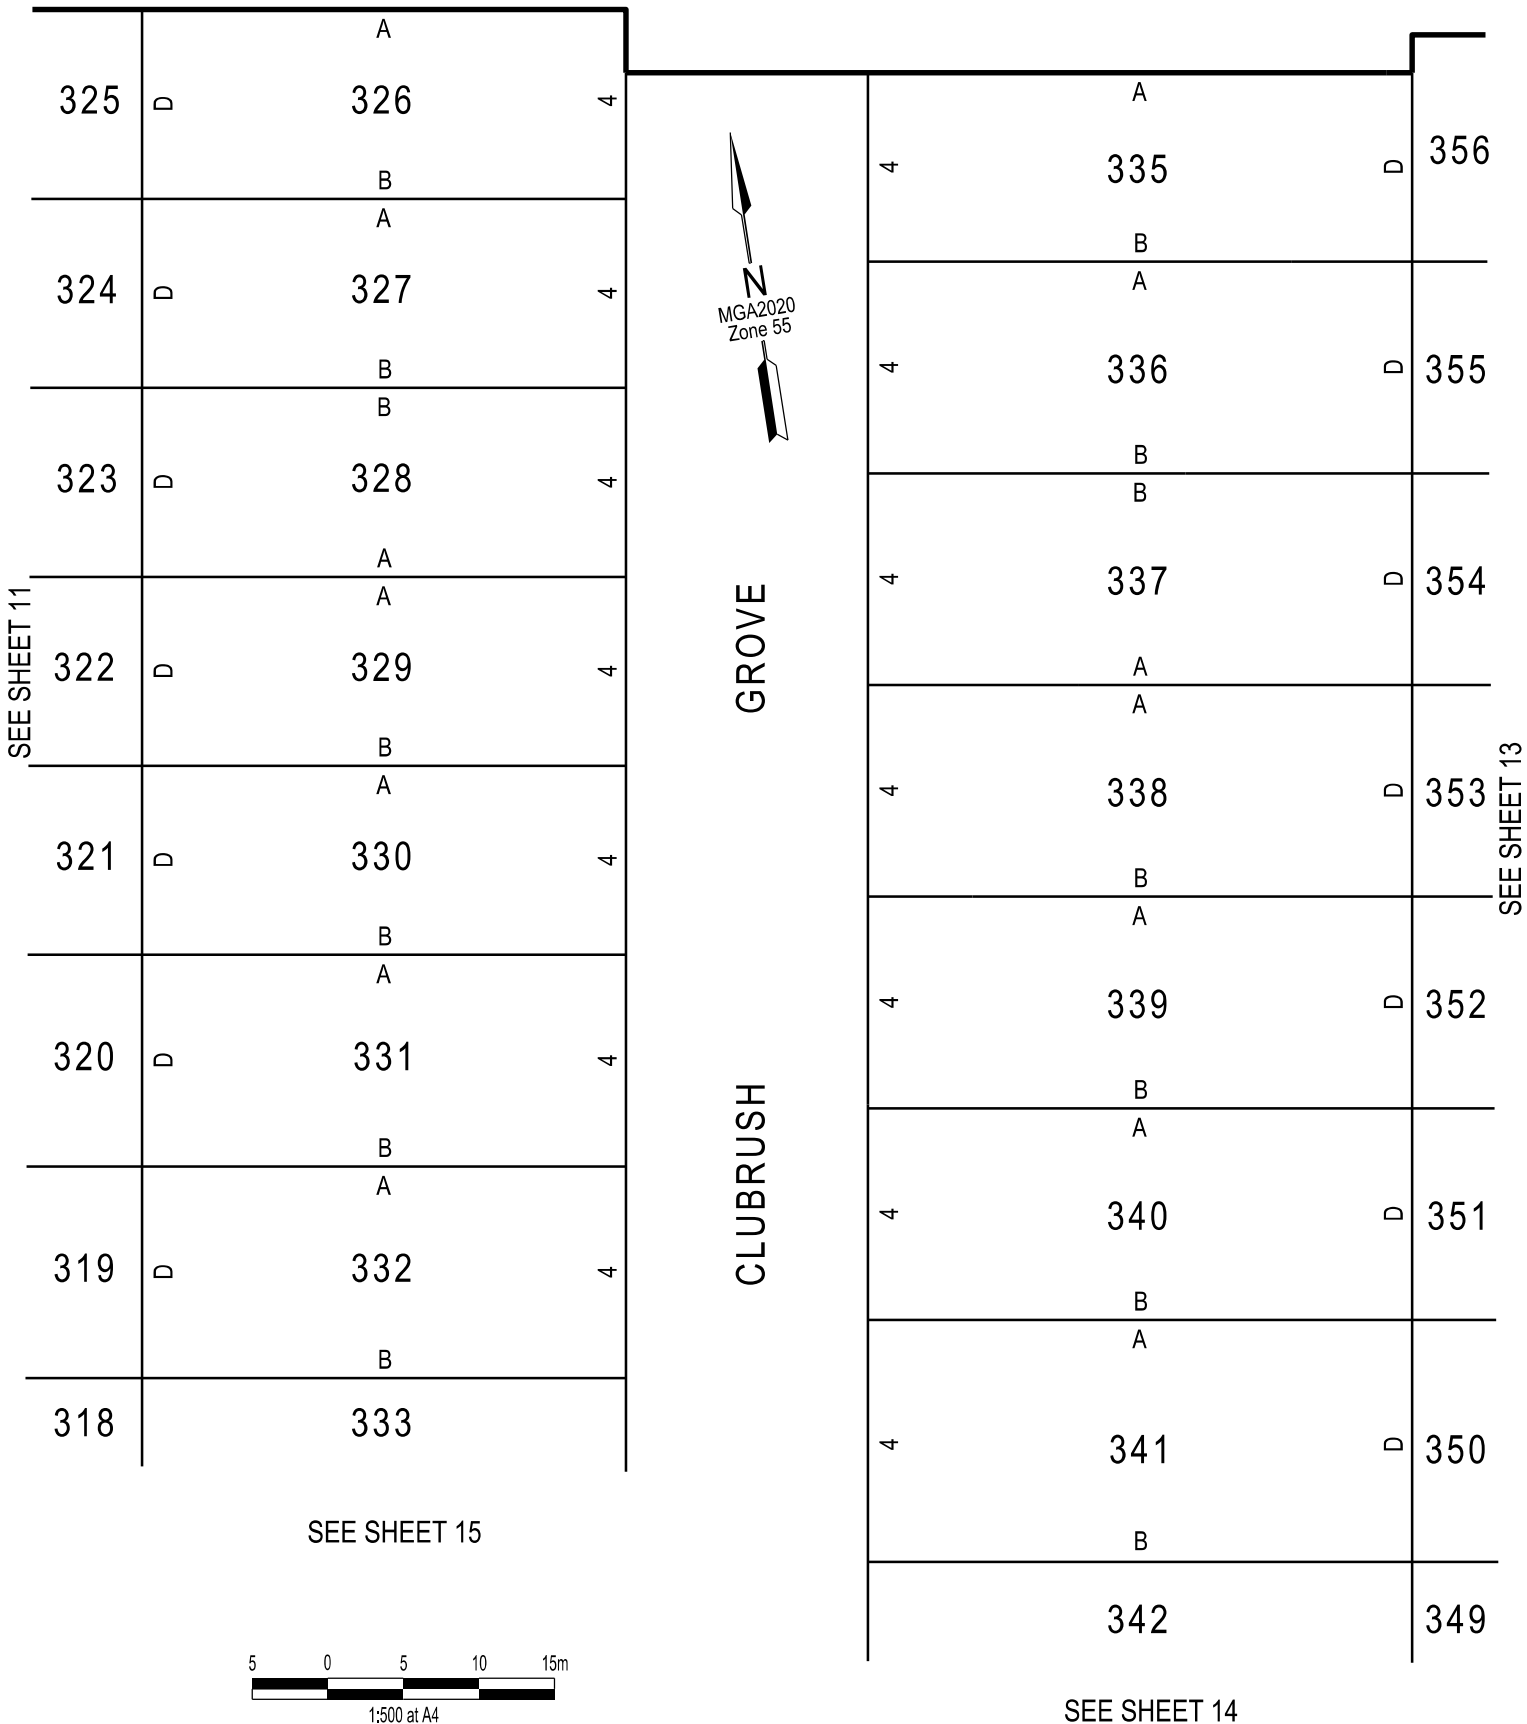 A
325
D
326
4
B
A
324
D
327
4
B
B
323
D
328
4
A
SEE SHEET 11
A
322
D
329
4
B
A
321
D
330
4
B
A
320
D
331
4
B
A
319
D
332
4
B
318
333
SEE SHEET 15
N
MGA2020
Zone 55
CLUBRUSH GROVE
A
4
335
D
356
B
A
4
336
D
355
B
B
4
337
D
354
A
A
4
338
D
353
B
SEE SHEET 13
A
4
339
D
352
B
A
4
340
D
351
B
A
4
341
D
350
B
342
349
5 0 5 10 15m
1:500 at A4
SEE SHEET 14